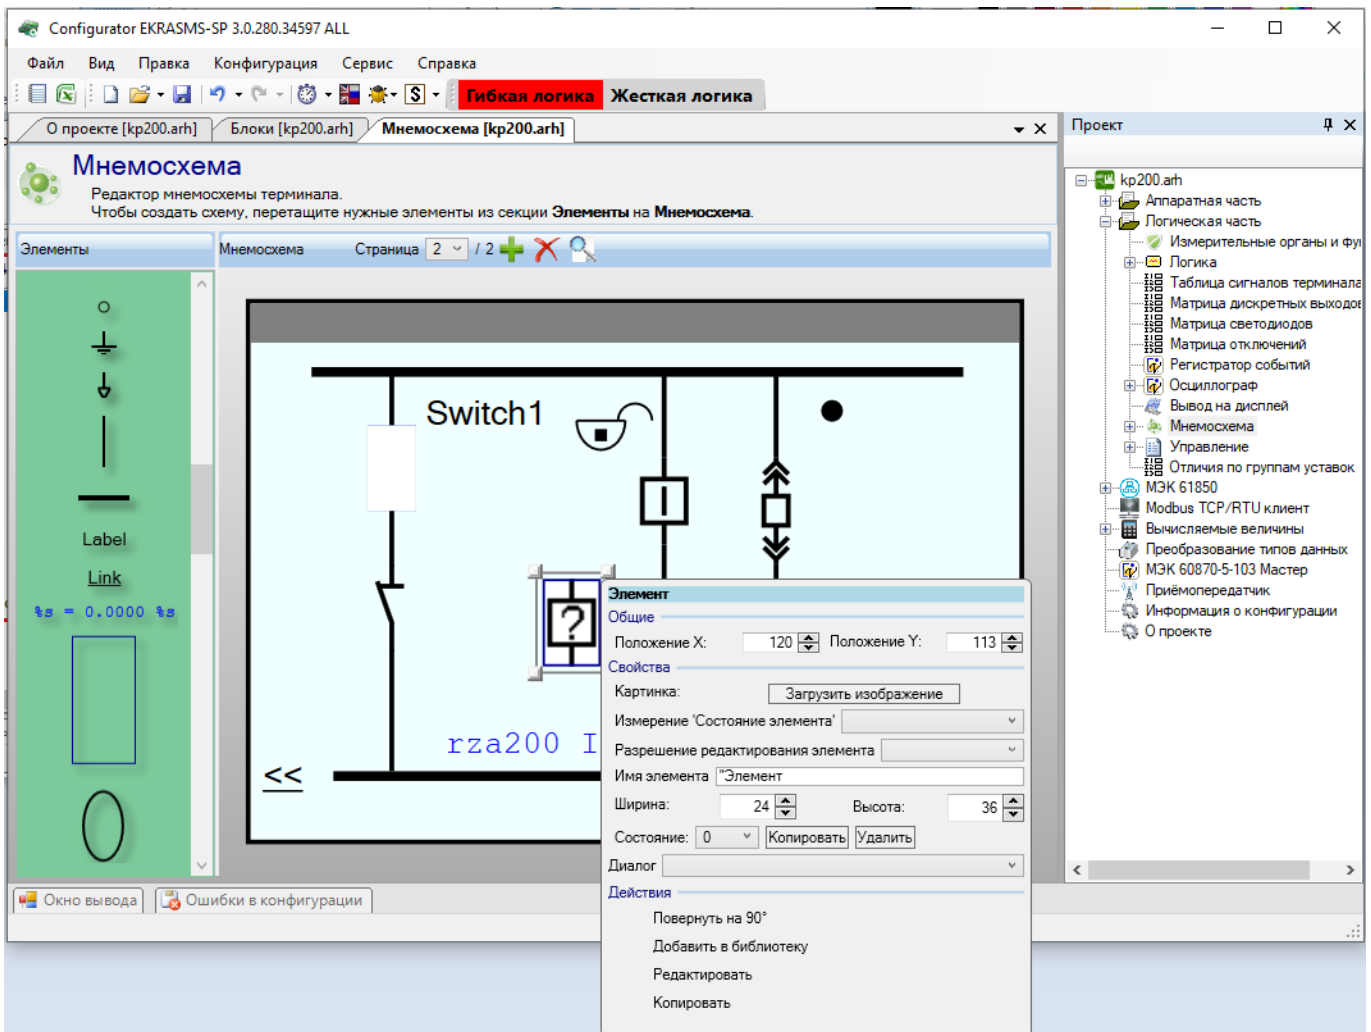 Configurator EKRASMS-SP 3.0.280.34597 ALL
Файл Вид Правка Конфигурация Сервис Справка
Гибкая логика Жесткая логика
О проекте [kp200.arh] Блоки [kp200.arh] Мнемосхема [kp200.arh]
Мнемосхема
Редактор мнемосхемы терминала.
Чтобы создать схему, перетащите нужные элементы из секции Элементы на Мнемосхема.
Элементы
Мнемосхема Страница 2 / 2
Label
Link
%s = 0.0000 %s
Switch1
?
rza200 I
<<
Элемент
Общие
Положение X: 120 Положение Y: 113
Свойства
Картинка: Загрузить изображение
Измерение 'Состояние элемента'
Разрешение редактирования элемента
Имя элемента "Элемент
Ширина: 24 Высота: 36
Состояние: 0 Копировать Удалить
Диалог
Действия
Повернуть на 90°
Добавить в библиотеку
Редактировать
Копировать
Окно вывода Ошибки в конфигурации
Проект
kp200.arh
Аппаратная часть
Логическая часть
Измерительные органы и фу
Логика
Таблица сигналов терминала
Матрица дискретных выходов
Матрица светодиодов
Матрица отключений
Регистратор событий
Осциллограф
Вывод на дисплей
Мнемосхема
Управление
Отличия по группам уставок
МЭК 61850
Modbus TCP/RTU клиент
Вычисляемые величины
Преобразование типов данных
МЭК 60870-5-103 Мастер
Приёмопередатчик
Информация о конфигурации
О проекте